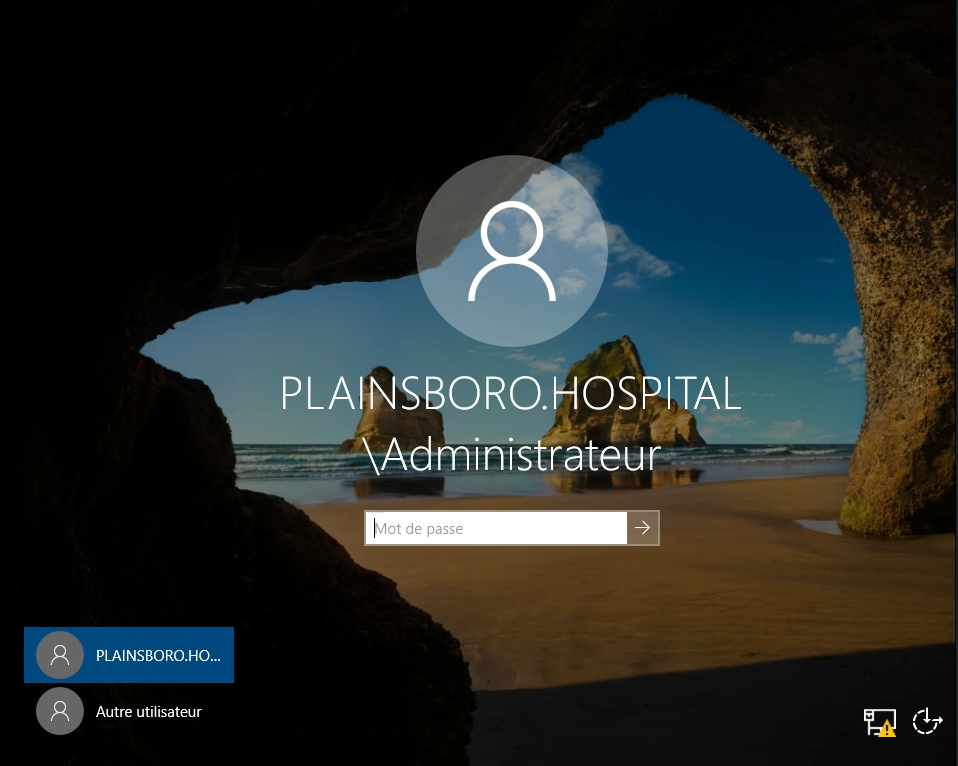 PLAINSBORO.HOSPITAL
\Administrateur
Mot de passe
PLAINSBORO.HO...
Autre utilisateur